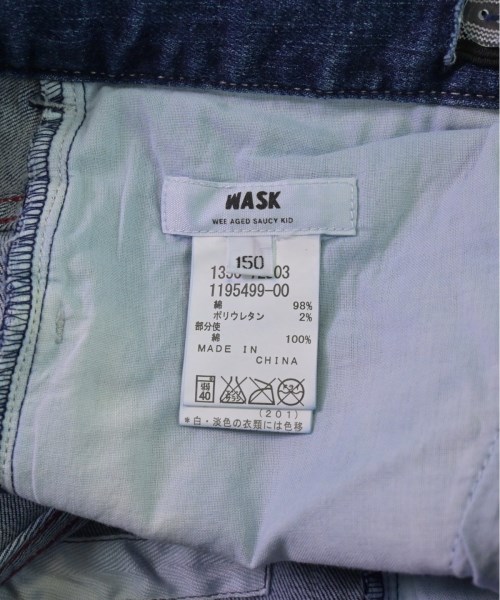 WASK
WEE AGED SAUCY KID
150
1195499-00
綿 98%
ポリウレタン 2%
部分使
綿 100%
MADE IN
CHINA
弱
40
(201)
*白・淡色の衣類には色移